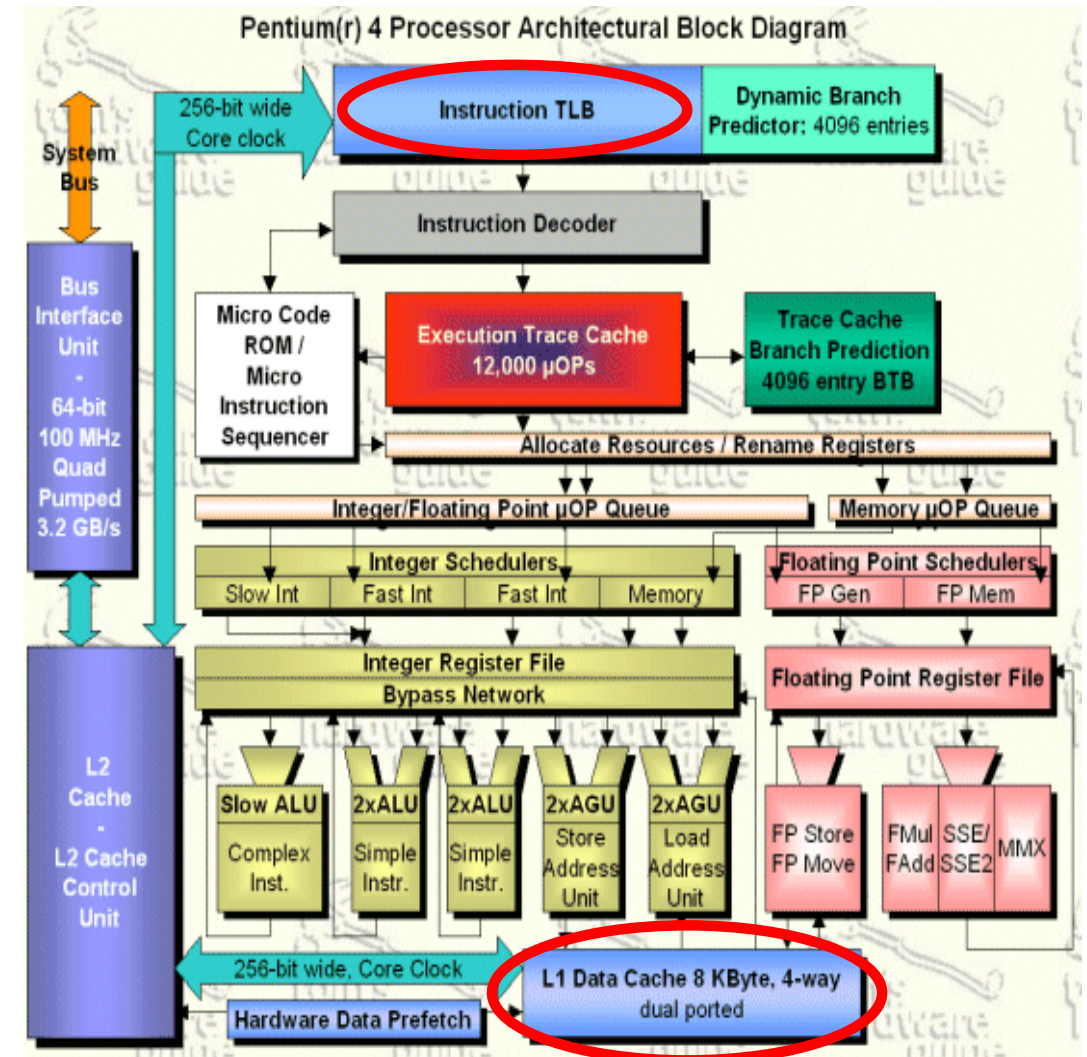 Pentium(r) 4 Processor Architectural Block Diagram
256-bit wide
Core clock
Instruction TLB
Dynamic Branch
Predictor: 4096 entries
System
Bus
Instruction Decoder
Bus
Interface
Unit
-
64-bit
100 MHz
Quad
Pumped
3.2 GB/s
Micro Code
ROM /
Micro
Instruction
Sequencer
Execution Trace Cache
12,000 µOPs
Trace Cache
Branch Prediction
4096 entry BTB
Allocate Resources / Rename Registers
Integer/Floating Point µOP Queue
Memory µOP Queue
Integer Schedulers
Slow Int
Fast Int
Fast Int
Memory
Floating Point Schedulers
FP Gen
FP Mem
Integer Register File
Bypass Network
Floating Point Register File
L2
Cache
-
L2 Cache
Control
Unit
Slow ALU
Complex
Inst.
2xALU
Simple
Instr.
2xALU
Simple
Instr.
2xAGU
Store
Address
Unit
2xAGU
Load
Address
Unit
FP Store
FP Move
FMul
FAdd
SSE/
SSE2
MMX
256-bit wide, Core Clock
L1 Data Cache 8 KByte, 4-way
dual ported
Hardware Data Prefetch